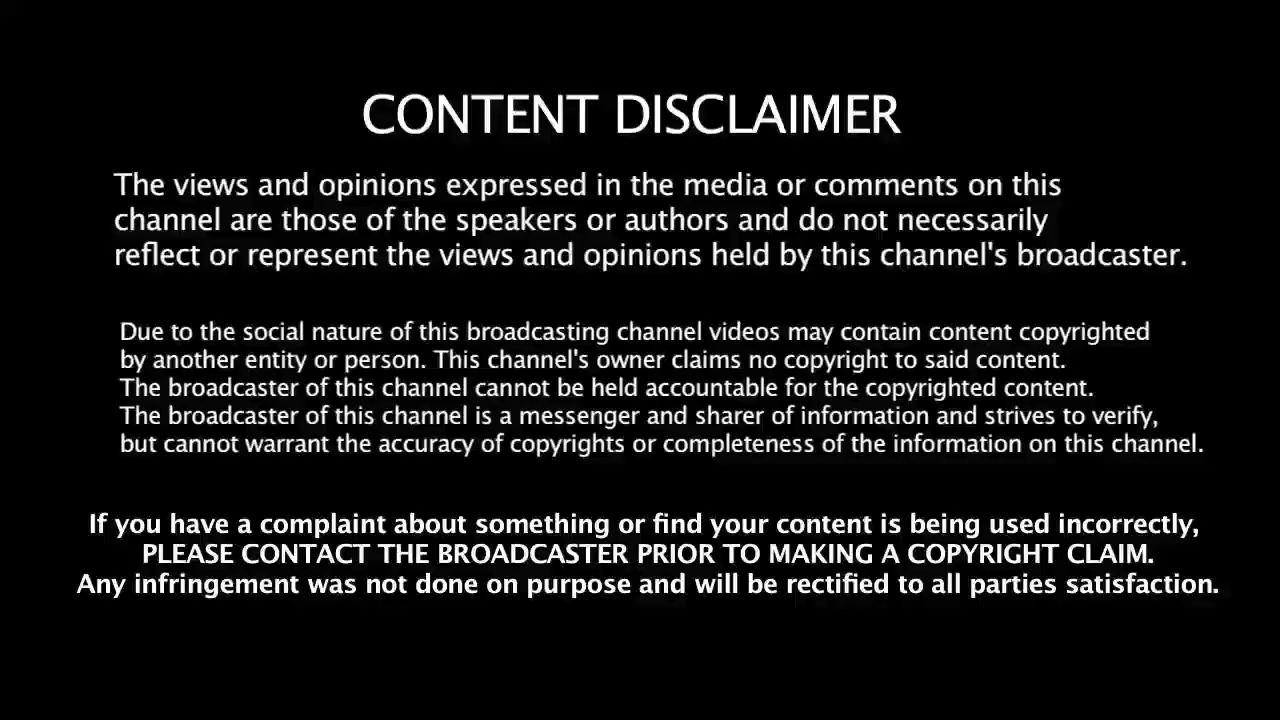 CONTENT DISCLAIMER
The views and opinions expressed in the media or comments on this
channel are those of the speakers or authors and do not necessarily
reflect or represent the views and opinions held by this channel's broadcaster.
Due to the social nature of this broadcasting channel videos may contain content copyrighted
by another entity or person. This channel's owner claims no copyright to said content.
The broadcaster of this channel cannot be held accountable for the copyrighted content.
The broadcaster of this channel is a messenger and sharer of information and strives to verify,
but cannot warrant the accuracy of copyrights or completeness of the information on this channel.
If you have a complaint about something or find your content is being used incorrectly,
PLEASE CONTACT THE BROADCASTER PRIOR TO MAKING A COPYRIGHT CLAIM.
Any infringement was not done on purpose and will be rectified to all parties satisfaction.